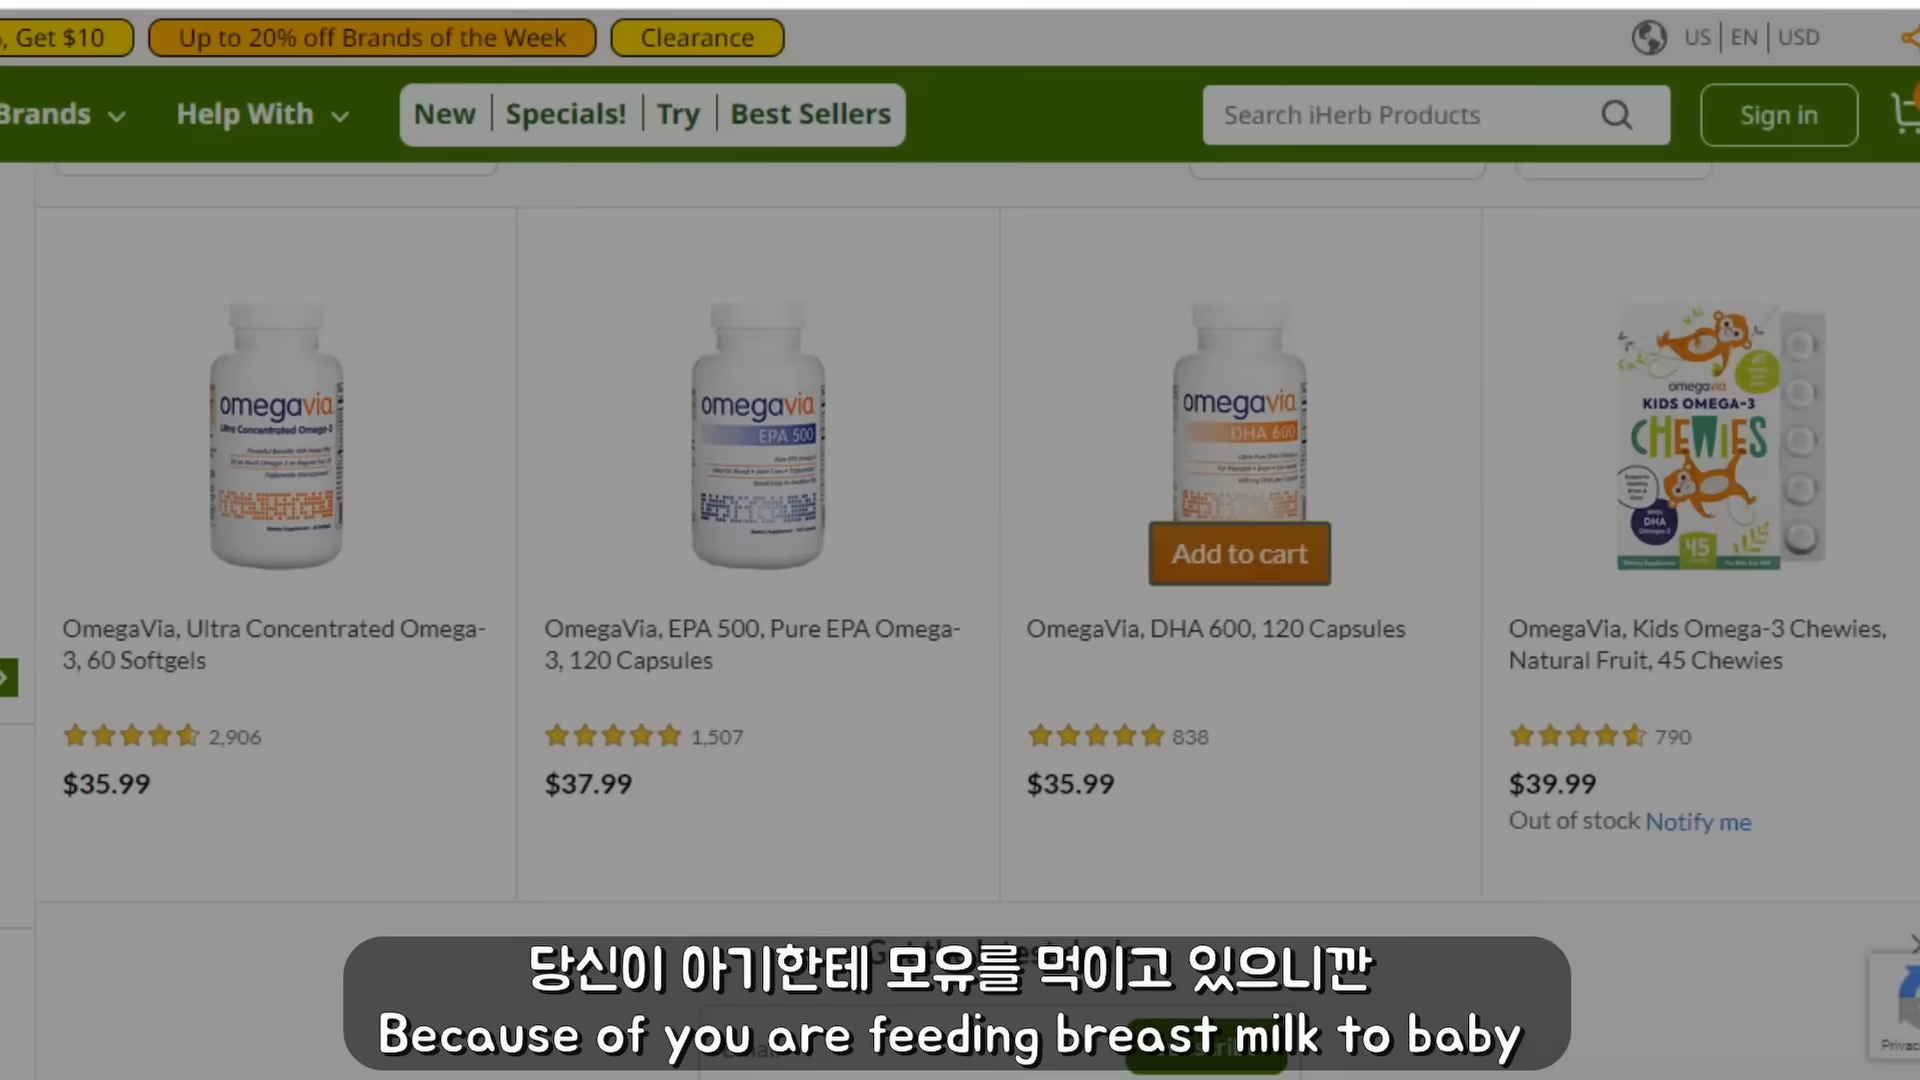 , Get $10
Up to 20% off Brands of the Week
Clearance
US
EN
USD
Brands
Help With
New
Specials!
Try
Best Sellers
Search iHerb Products
Sign in
omegavia
Ultra Concentrated Omega-3
omegavia
EPA 500
omegavia
DHA 600
omegavia
KIDS OMEGA-3
CHEWIES
WITH
DHA
45
Add to cart
OmegaVia, Ultra Concentrated Omega-
3, 60 Softgels
2,906
$35.99
OmegaVia, EPA 500, Pure EPA Omega-
3, 120 Capsules
1,507
$37.99
OmegaVia, DHA 600, 120 Capsules
838
$35.99
OmegaVia, Kids Omega-3 Chewies,
Natural Fruit, 45 Chewies
790
$39.99
Out of stock Notify me
당신이 아기한테 모유를 먹이고 있으니깐
Because of you are feeding breast milk to baby